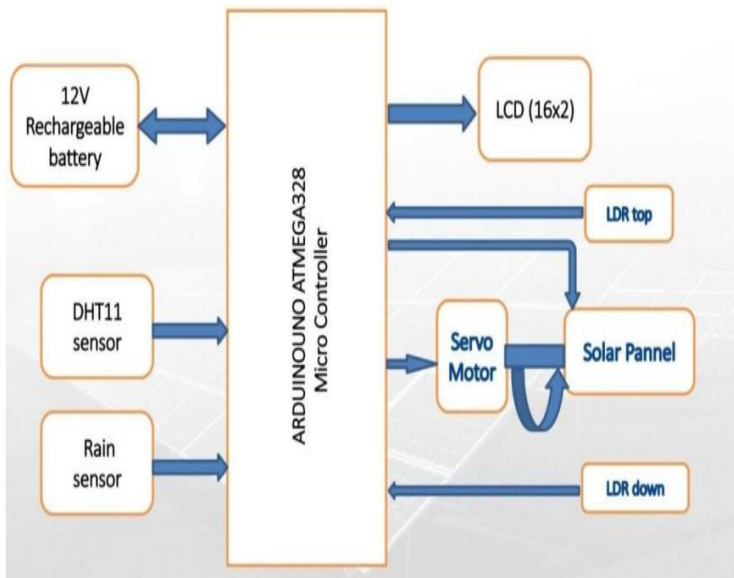 12V
Rechargeable
battery
DHT11
sensor
Rain
sensor
ARDUINOUNO ATMEGA328
Micro Controller
LCD (16x2)
LDR top
Servo
Motor
Solar Pannel
LDR down